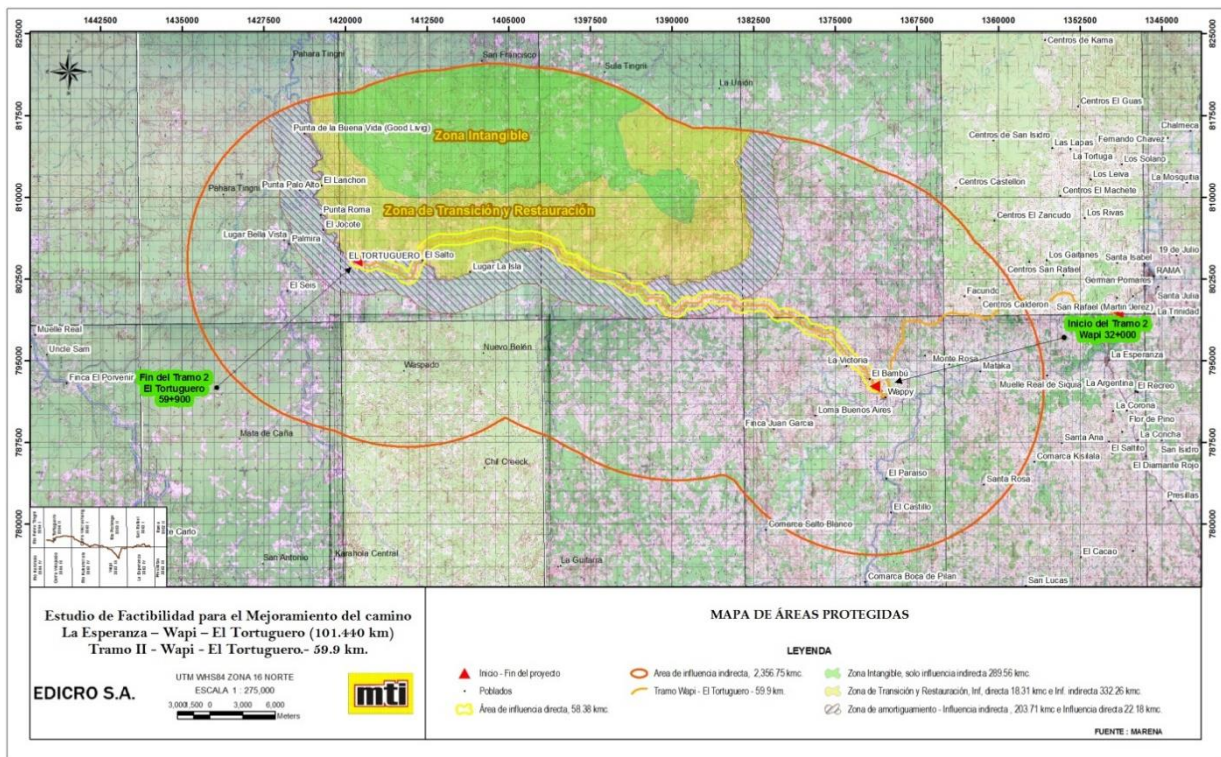 1442500 1435000 1427500 1420000 1412500 1405000 1397500 1390000 1382500 1375000 1367500 1360000 1352500 1345000
825000
825000
Centros de Kama
Pahara Tingni
San Francisco
Sula Tingni
La Unión
Centros El Guas
817500
817500
Punta de la Buena Vida (Good Livig)
Zona Intangible
Chalmeca
Centros de San Isidro
Fernando Chavez
Las Lapas
La Tortuga
Los Solano
El Lanchon
Punta Palo Alto
Pahara Tingni
Centros Castellon
Los Leiva
La Mosquitia
Centros El Machete
810000
810000
Zona de Transición y Restauración
Punta Roma
El Jocote
Centros El Zancudo
Los Rivas
Lugar Bella Vista
Palmira
EL TORTUGUERO
El Salto
Lugar La Isla
Los Gaitanes
19 de Julio
Santa Isabel
Centros San Rafael
German Pomares
RAMA
802500
802500
El Seis
Facundo
Centros Calderon
Santa Julia
San Rafael (Martin Jerez)
La Trinidad
Muelle Real
Uncle Sam
Inicio del Tramo 2
Wapi 32+000
Nuevo Belén
795000
795000
Waspado
La Victoria
El Bambú
Monte Rosa
Mataka
La Esperanza
Finca El Porvenir
Fin del Tramo 2
El Tortuguero
59+900
Wappy
Muelle Real de Siquia
La Argentina
El Recreo
Loma Buenos Aires
Finca Juan Garcia
La Corona
Flor de Pino
Mata de Caña
787500
787500
Santa Ana
La Concha
El Saltillo
San Isidro
Chil Creeck
Comarca Kisilala
El Diamante Rojo
El Paraiso
Santa Rosa
Presillas
El Castillo
780000
780000
Comarca Salto Blanco
San Antonio
Karahola Central
El Cacao
Comarca Boca de Pilan
San Lucas
Estudio de Factibilidad para el Mejoramiento del camino
La Esperanza – Wapi – El Tortuguero (101.440 km)
Tramo II - Wapi - El Tortuguero.- 59.9 km.
EDICRO S.A.
UTM WHS84 ZONA 16 NORTE
ESCALA 1 : 275,000
3,000 1,500 0 3,000 6,000
Meters
mti
MAPA DE ÁREAS PROTEGIDAS
LEYENDA
Inicio - Fin del proyecto
Poblados
Área de influencia directa, 58.38 kmc.
Area de influencia indirecta, 2,356.75 kmc.
Tramo Wapi - El Tortuguero - 59.9 km.
Zona Intangible, solo influencia indirecta 289.56 kmc.
Zona de Transición y Restauración, Inf. directa 18.31 kmc e Inf. indirecta 332.26 kmc.
Zona de amortiguamiento - Influencia indirecta , 203.71 kmc e Influencia directa 22.18 kmc.
FUENTE : MARENA